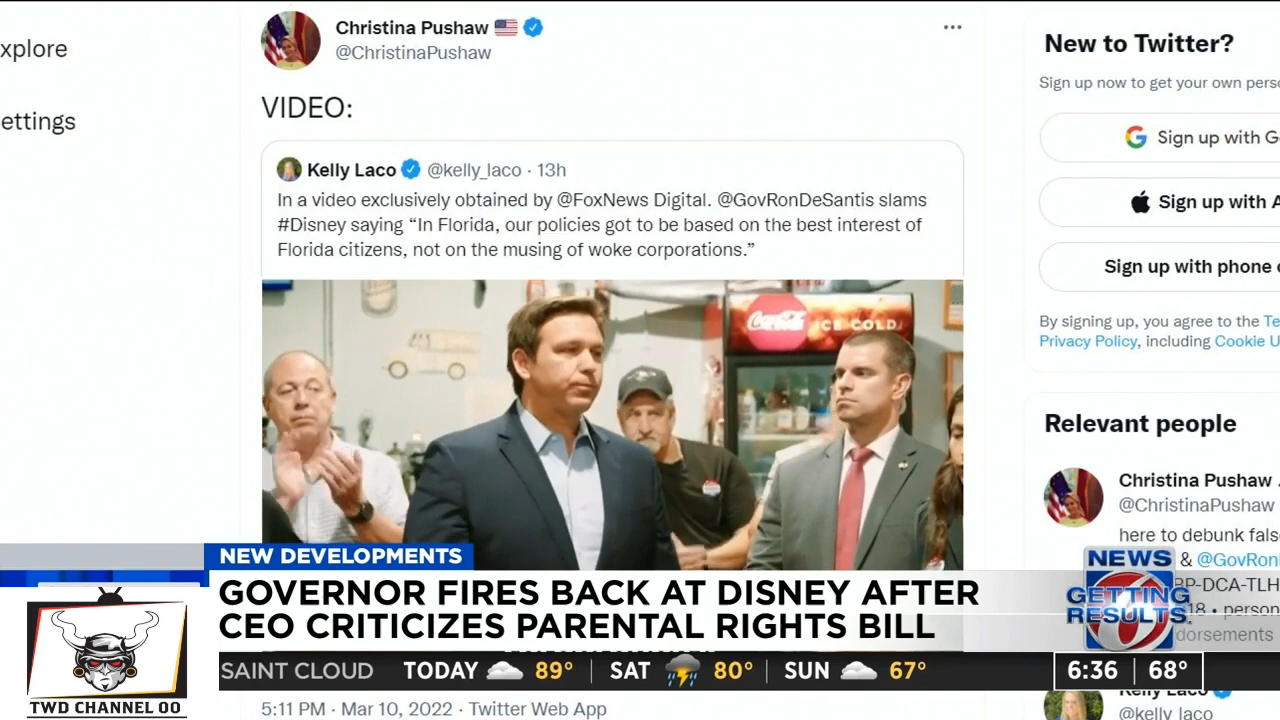 xplore
ettings
Christina Pushaw
@ChristinaPushaw
VIDEO:
Kelly Laco @kelly_laco · 13h
In a video exclusively obtained by @FoxNews Digital. @GovRonDeSantis slams
#Disney saying “In Florida, our policies got to be based on the best interest of
Florida citizens, not on the musing of woke corporations.”
Coca-Cola ICE COLD
New to Twitter?
Sign up now to get your own pers
Sign up with G
Sign up with A
Sign up with phone
By signing up, you agree to the Te
Privacy Policy, including Cookie U
Relevant people
Christina Pushaw
@ChristinaPushaw
here to debunk fals
& @GovRon
P-DCA-TLH
18 • person
dorsements
NEW DEVELOPMENTS
GOVERNOR FIRES BACK AT DISNEY AFTER
CEO CRITICIZES PARENTAL RIGHTS BILL
NEWS
6
GETTING
RESULTS
TWD CHANNEL 00
SAINT CLOUD TODAY 89° SAT 80° SUN 67° 6:36 68°
Kelly Laco
@kelly_laco
5:11 PM · Mar 10, 2022 · Twitter Web App